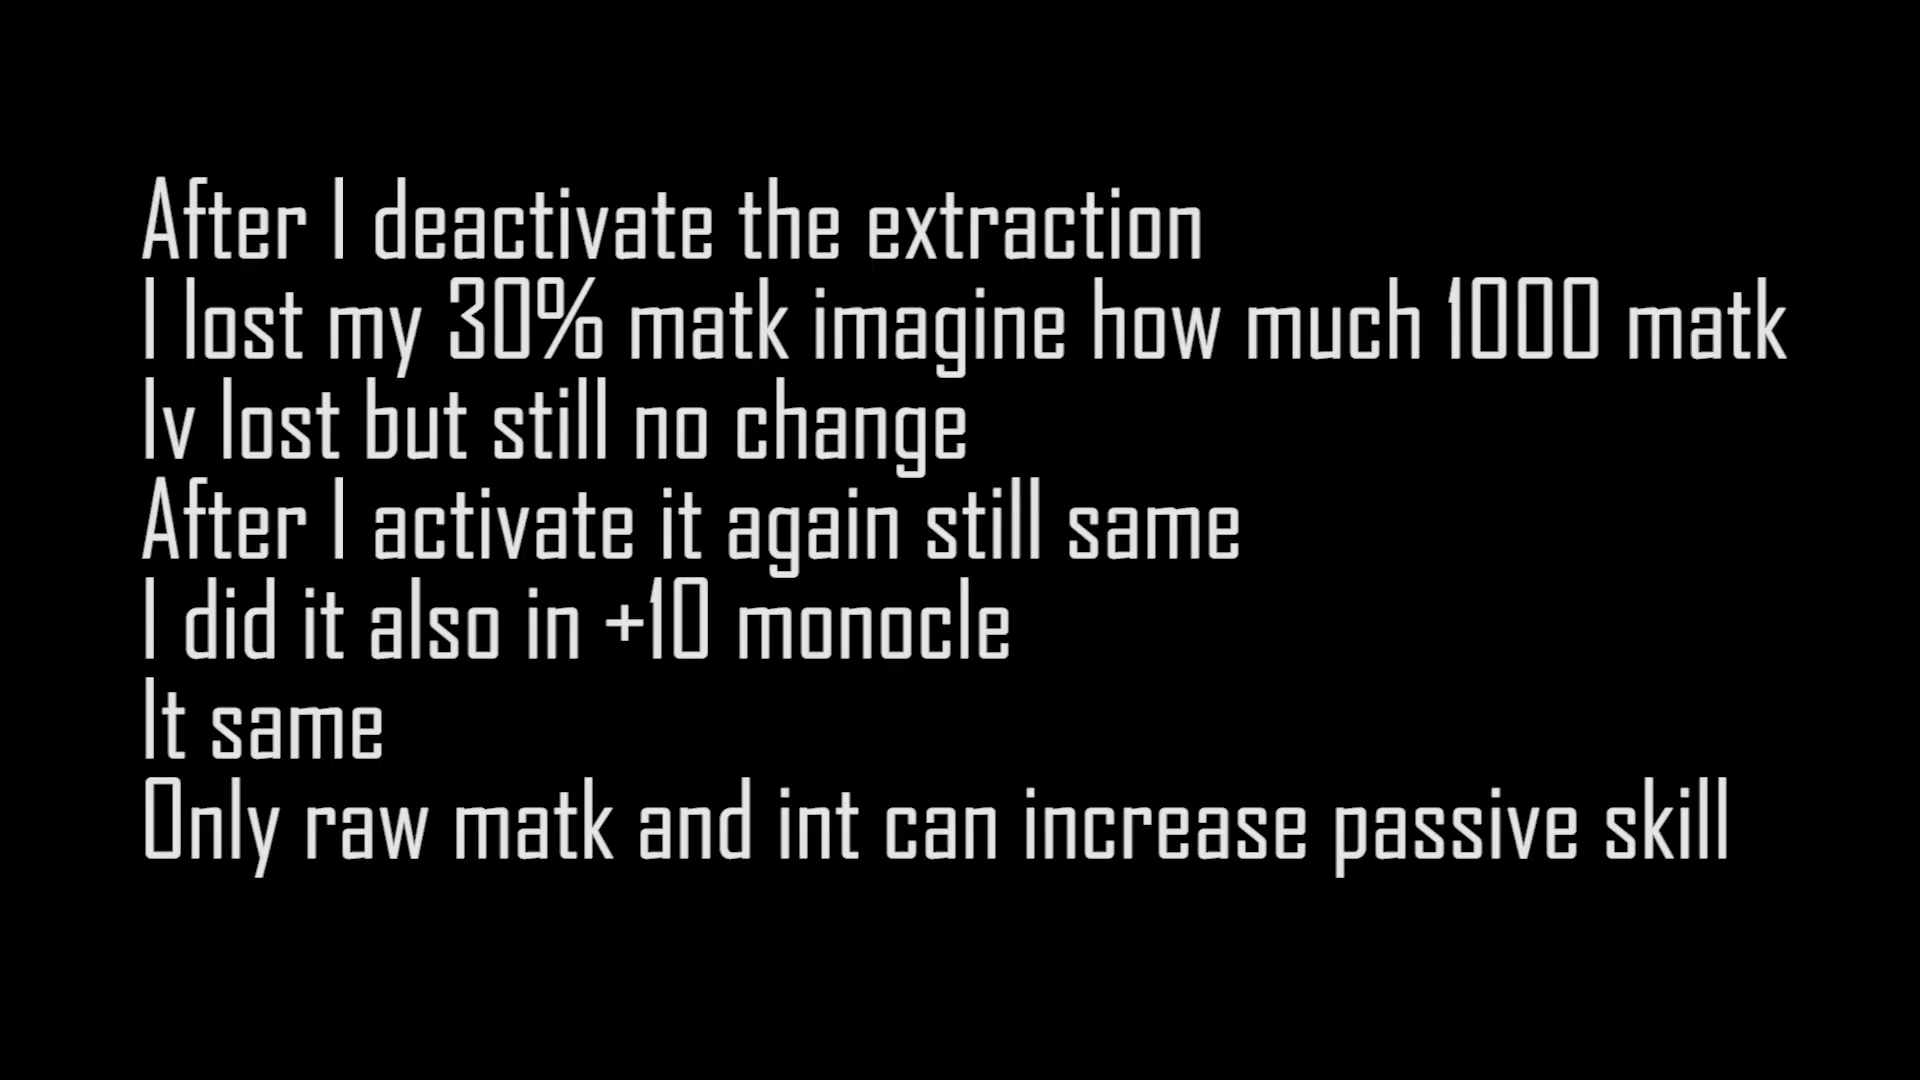 After I deactivate the extraction
I lost my 30% matk imagine how much 1000 matk
Iv lost but still no change
After I activate it again still same
I did it also in +10 monocle
It same
Only raw matk and int can increase passive skill